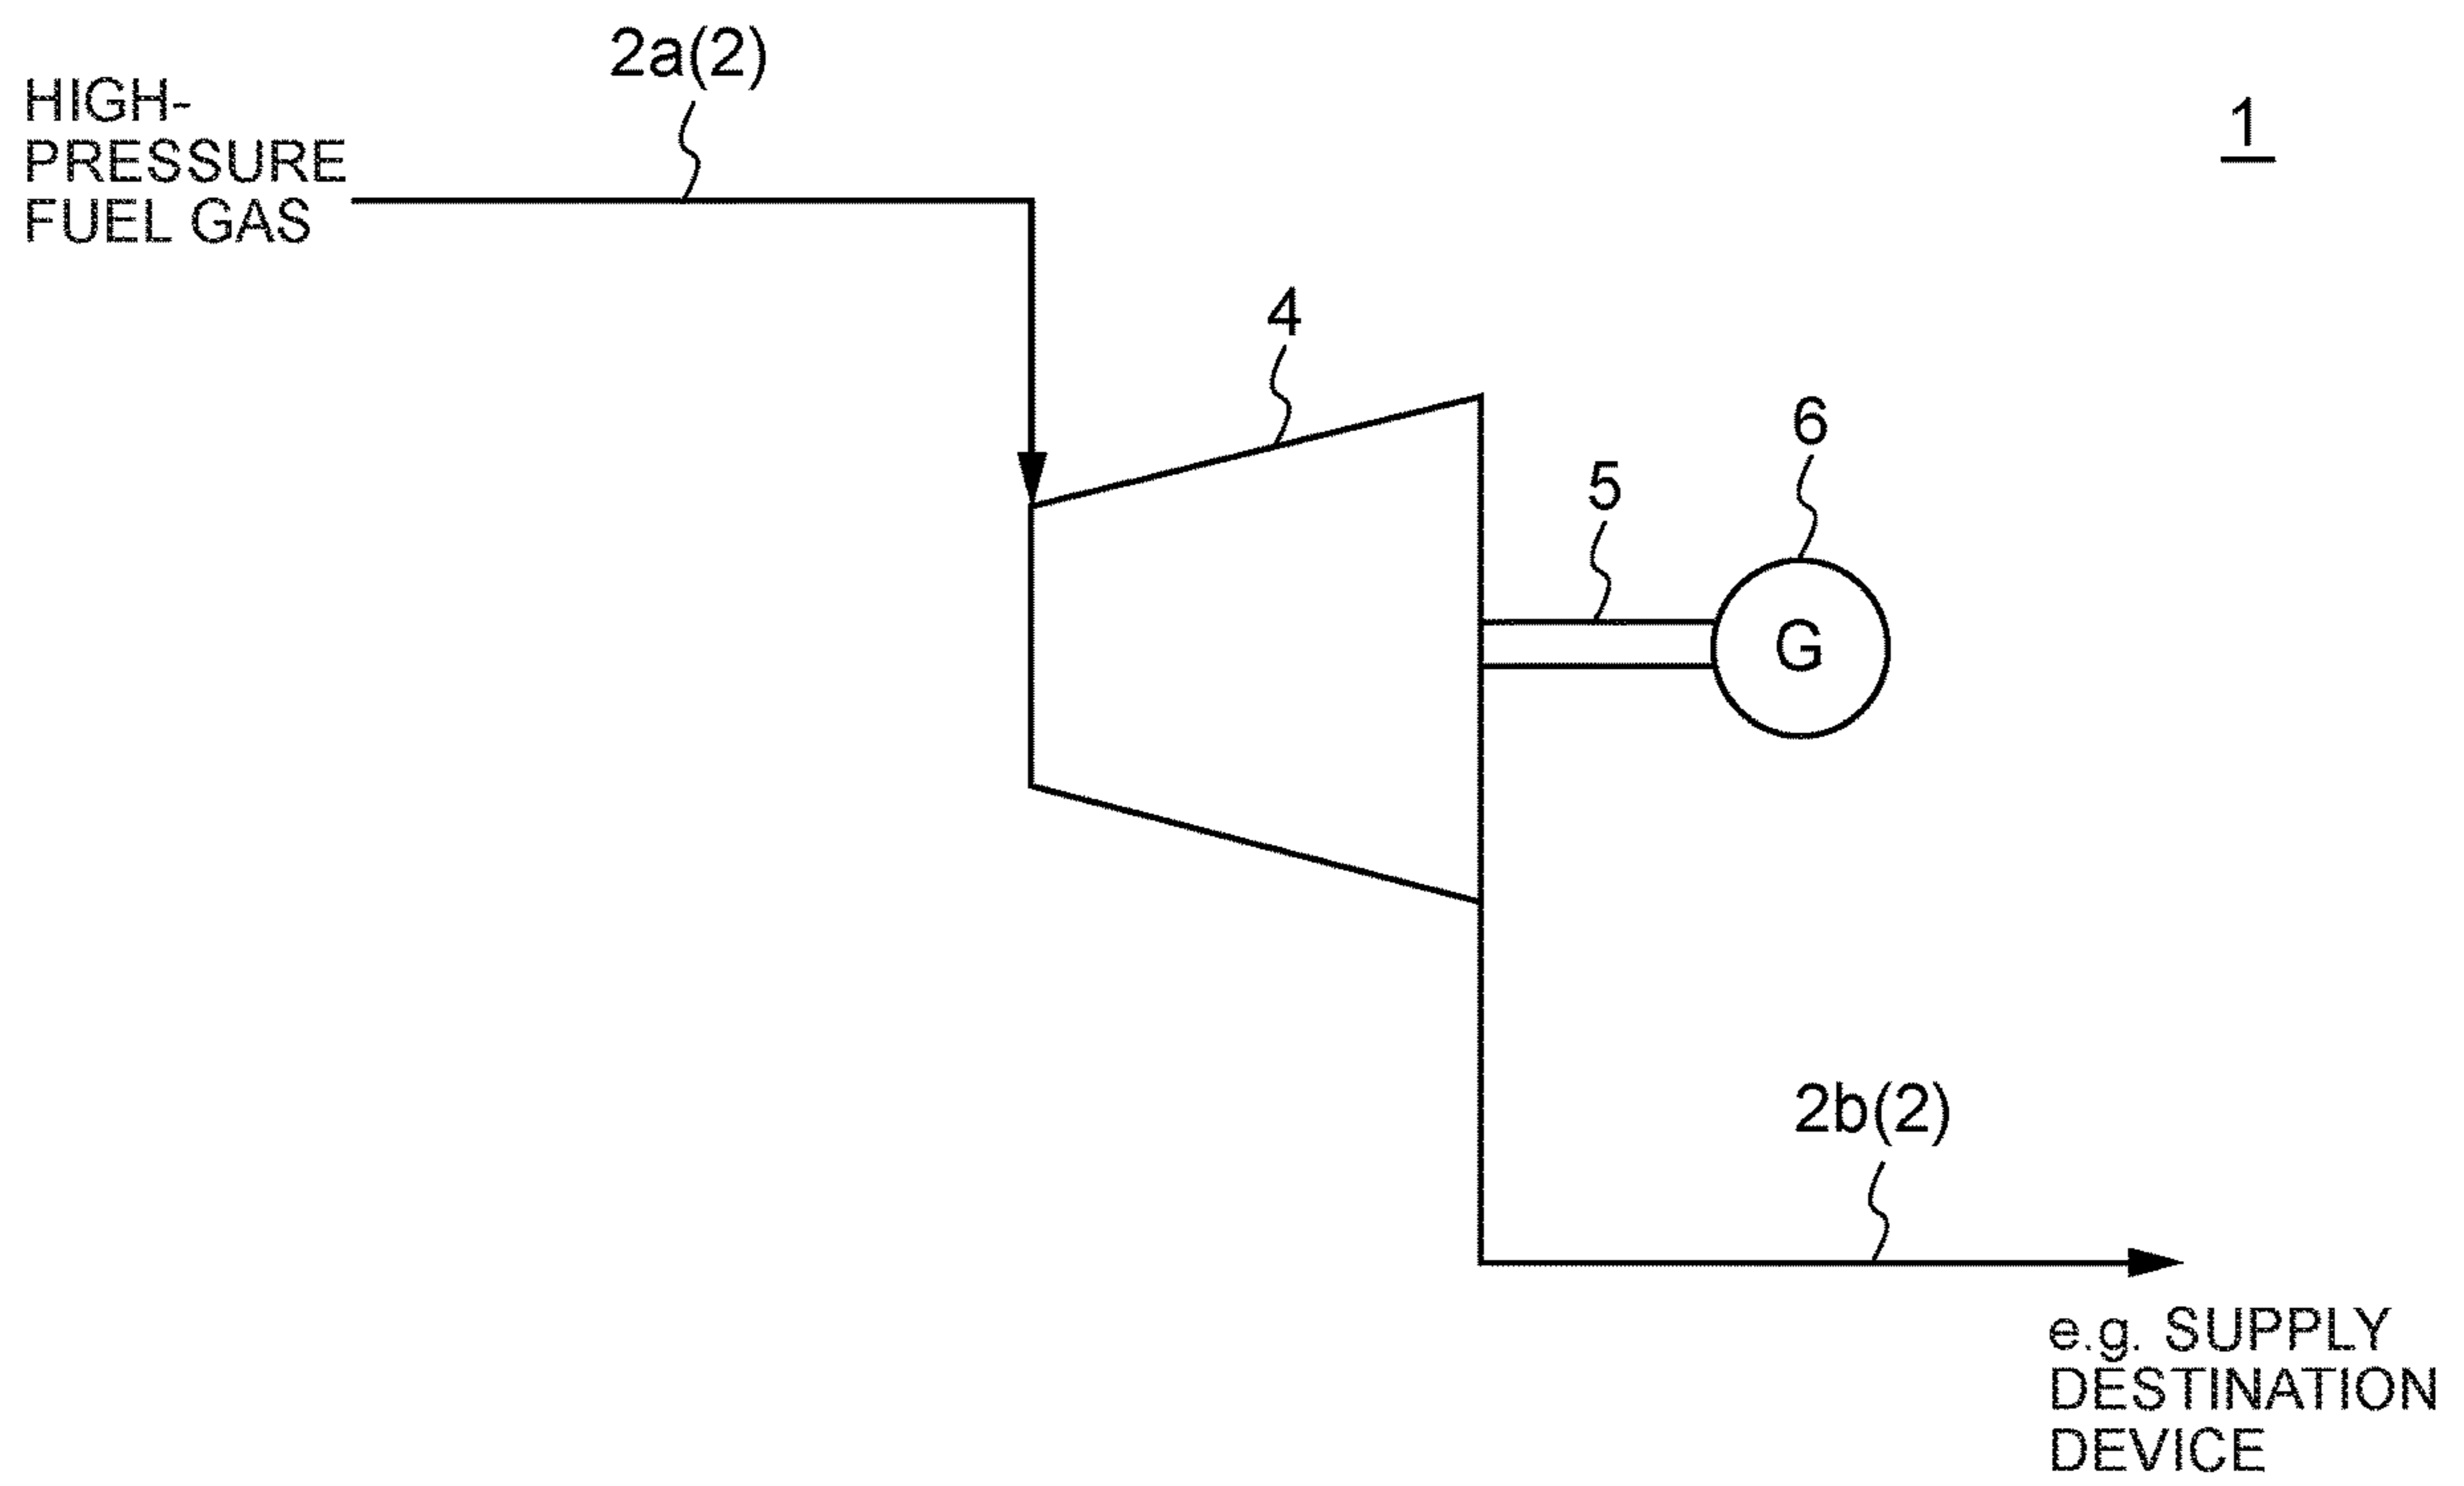 2a(2)
HIGH-
PRESSURE
FUEL GAS
1
4
6
5
G
2b(2)
e.g. SUPPLY
DESTINATION
DEVICE